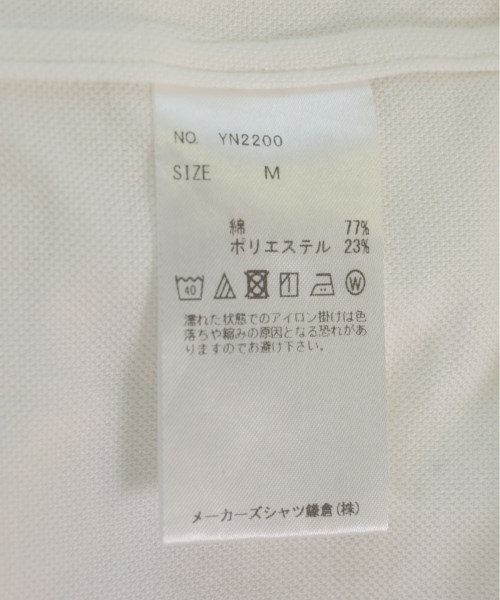 NO. YN2200
SIZE M
綿 77%
ポリエステル 23%
40 W
濡れた状態でのアイロン掛けは色
落ちや縮みの原因となる恐れがあ
りますのでお避け下さい。
メーカーズシャツ鎌倉(株)